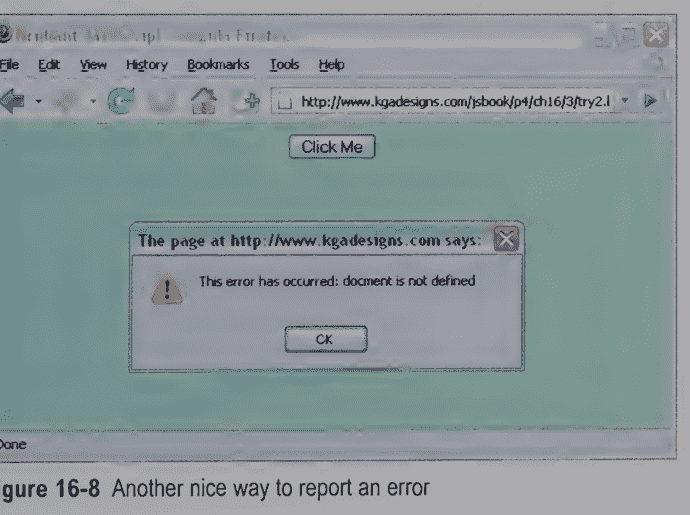 Firefox
File Edit View History Bookmarks Tools Help
http://www.kgadesigns.com/jsbook/p4/ch16/3/try2.l
Click Me
The page at http://www.kgadesigns.com says:
This error has occurred: docment is not defined
OK
Done
gure 16-8 Another nice way to report an error